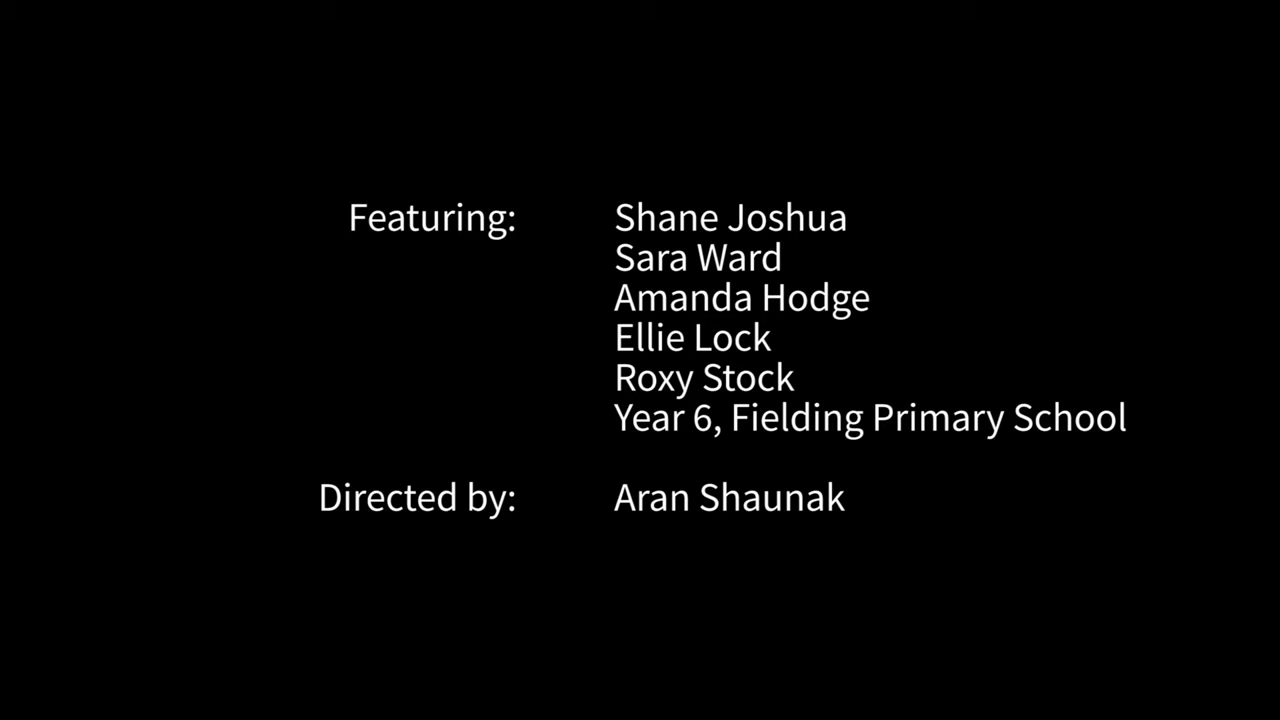 Featuring: Shane Joshua
Sara Ward
Amanda Hodge
Ellie Lock
Roxy Stock
Year 6, Fielding Primary School
Directed by: Aran Shaunak